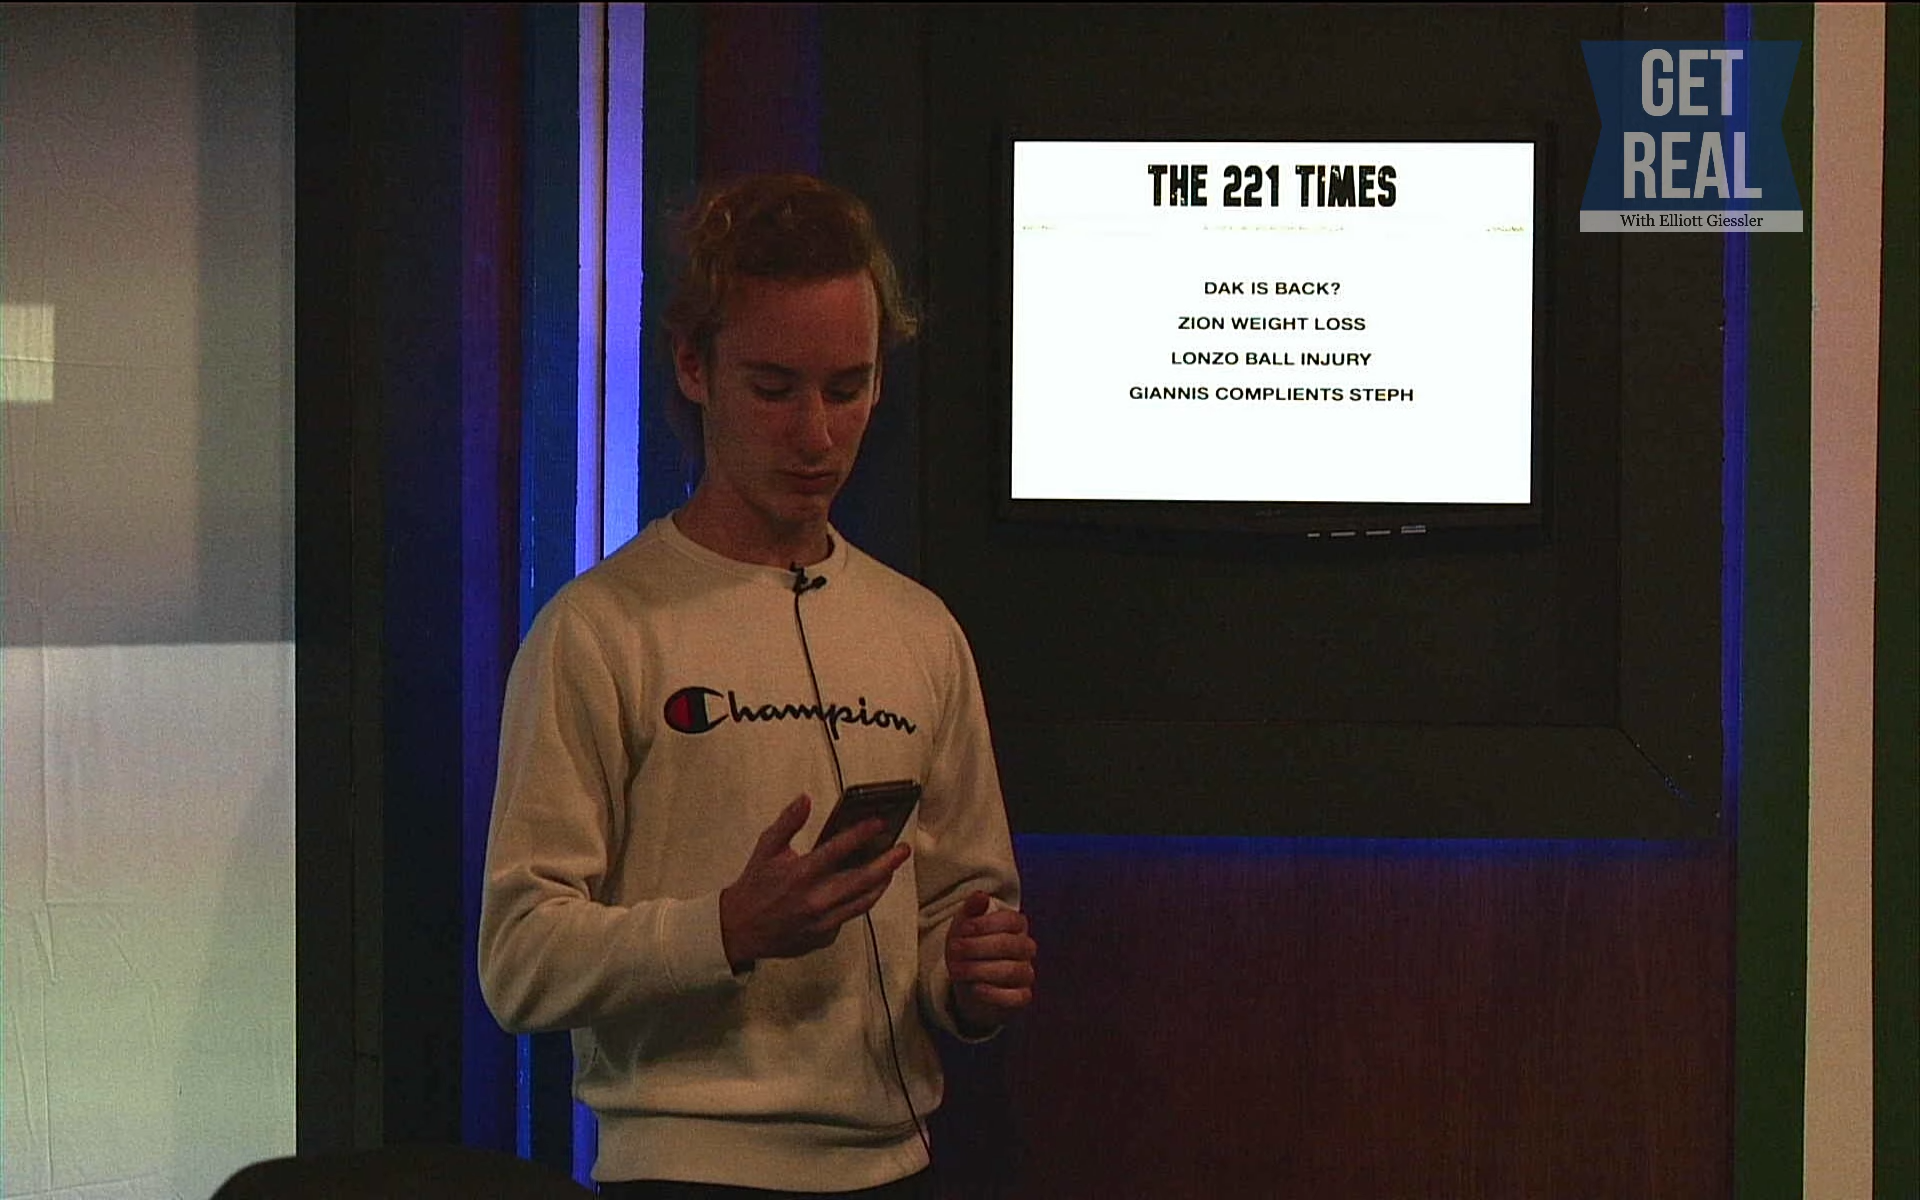 GET
REAL
With Elliott Giessler
THE 221 TIMES
DAK IS BACK?
ZION WEIGHT LOSS
LONZO BALL INJURY
GIANNIS COMPLIENTS STEPH
Champion